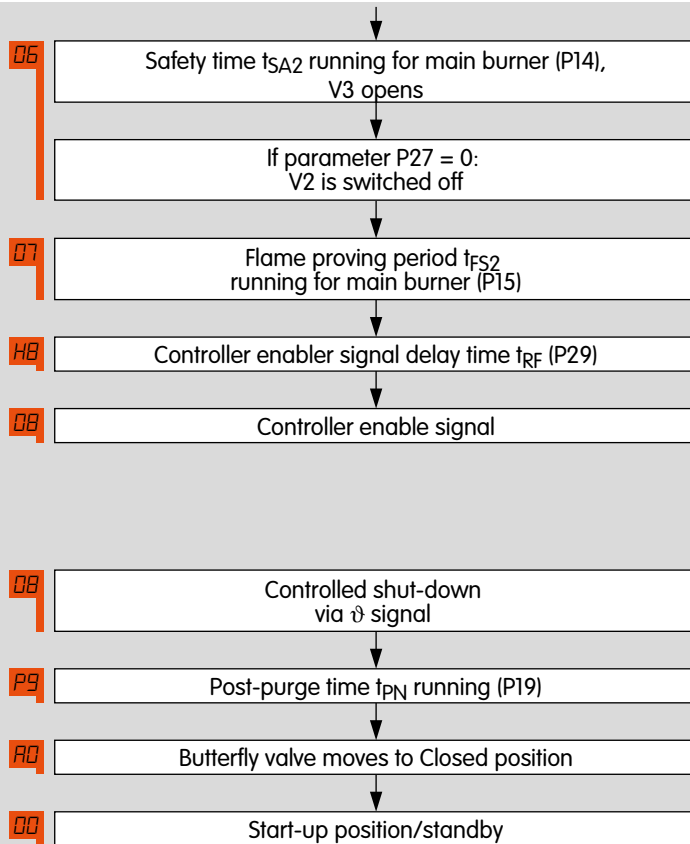 06
Safety time tSA2 running for main burner (P14),
V3 opens
If parameter P27 = 0:
V2 is switched off
07
Flame proving period tFS2
running for main burner (P15)
H8
Controller enabler signal delay time tRF (P29)
08
Controller enable signal
08
Controlled shut-down
via ϑ signal
P9
Post-purge time tPN running (P19)
A0
Butterfly valve moves to Closed position
00
Start-up position/standby